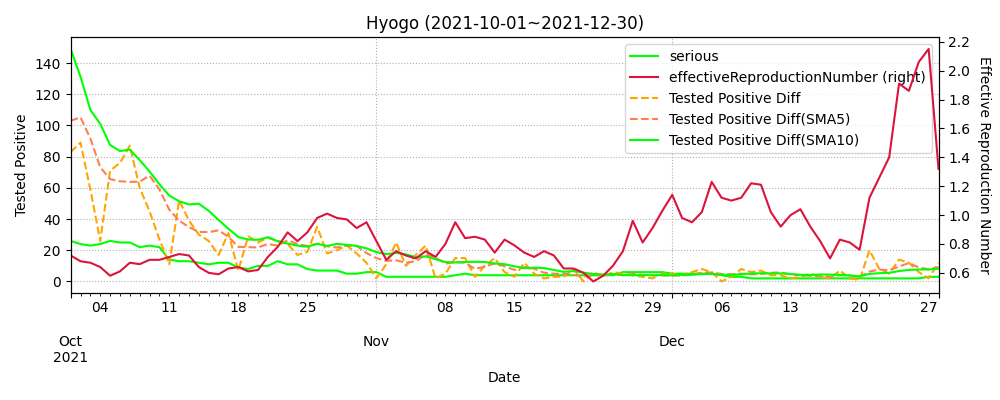 Hyogo (2021-10-01~2021-12-30)
serious
effectiveReproductionNumber (right)
Tested Positive Diff
Tested Positive Diff(SMA5)
Tested Positive Diff(SMA10)
Tested Positive
140
120
100
80
60
40
20
0
2.2
2.0
1.8
1.6
1.4
1.2
1.0
0.8
0.6
Effective Reproduction Number
04 11 18 25 08 15 22 29 06 13 20 27
Oct Nov Dec
2021
Date